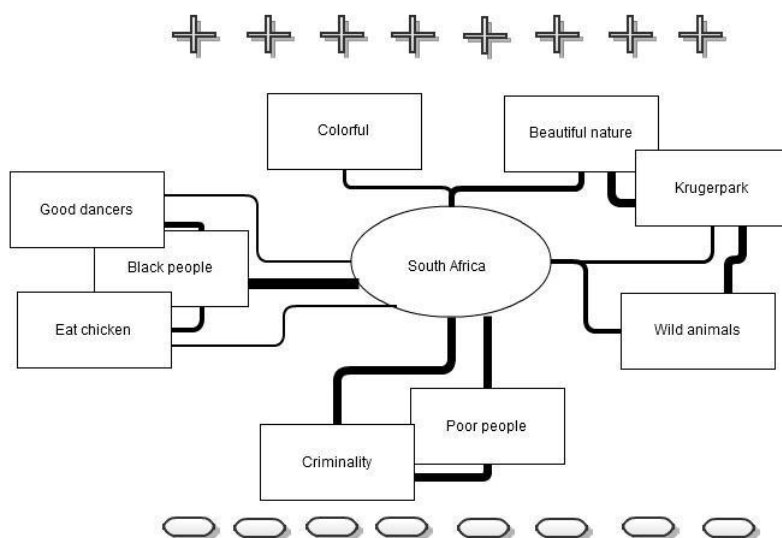 Colorful
Beautiful nature
Krugerpark
Good dancers
Black people
South Africa
Eat chicken
Wild animals
Poor people
Criminality